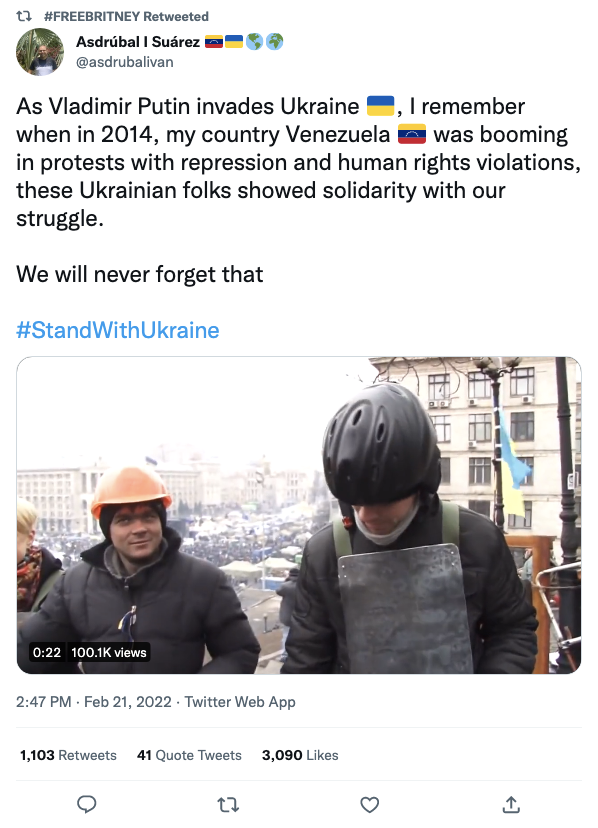 #FREEBRITNEY Retweeted
Asdrúbal I Suárez 🇻🇪🇺🇦🌎🌍
@asdrubalivan
As Vladimir Putin invades Ukraine 🇺🇦, I remember
when in 2014, my country Venezuela 🇻🇪 was booming
in protests with repression and human rights violations,
these Ukrainian folks showed solidarity with our
struggle.
We will never forget that
#StandWithUkraine
0:22 100.1K views
2:47 PM · Feb 21, 2022 · Twitter Web App
1,103 Retweets 41 Quote Tweets 3,090 Likes